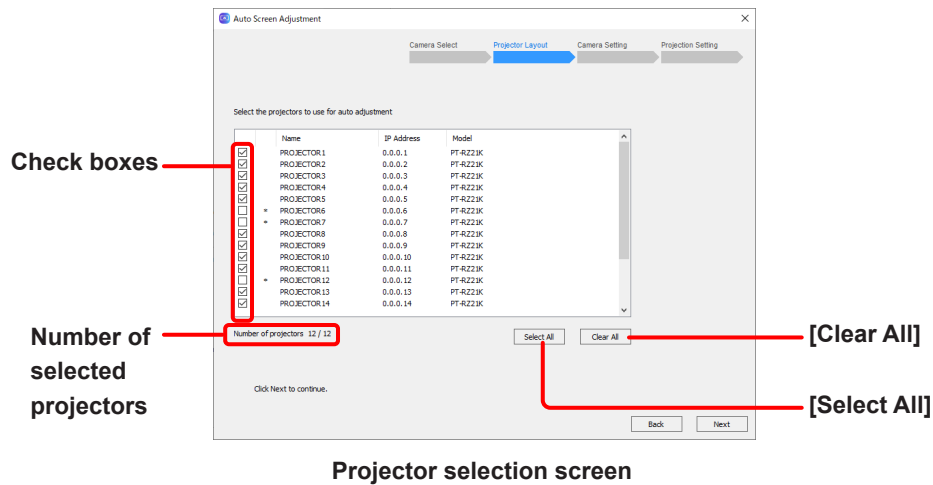 Auto Screen Adjustment
Camera Select Projector Layout Camera Setting Projection Setting
Select the projectors to use for auto adjustment
Name IP Address Model
PROJECTOR1 0.0.0.1 PT-RZ21K
PROJECTOR2 0.0.0.2 PT-RZ21K
PROJECTOR3 0.0.0.3 PT-RZ21K
PROJECTOR4 0.0.0.4 PT-RZ21K
PROJECTOR5 0.0.0.5 PT-RZ21K
* PROJECTOR6 0.0.0.6 PT-RZ21K
* PROJECTOR7 0.0.0.7 PT-RZ21K
PROJECTOR8 0.0.0.8 PT-RZ21K
PROJECTOR9 0.0.0.9 PT-RZ21K
PROJECTOR10 0.0.0.10 PT-RZ21K
PROJECTOR11 0.0.0.11 PT-RZ21K
* PROJECTOR12 0.0.0.12 PT-RZ21K
PROJECTOR13 0.0.0.13 PT-RZ21K
PROJECTOR14 0.0.0.14 PT-RZ21K
Check boxes
Number of projectors 12 / 12
Select All Clear All
Number of
selected
projectors
[Clear All]
Click Next to continue.
[Select All]
Back Next
Projector selection screen